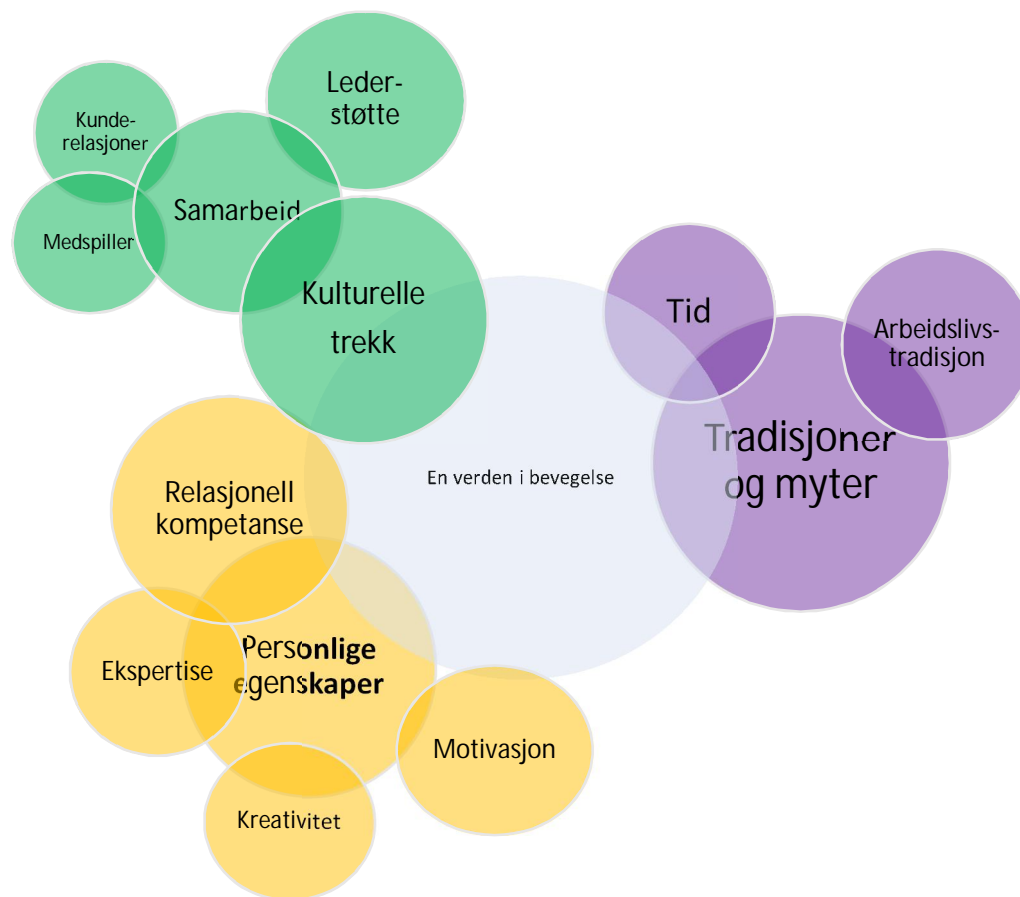 Leder-
støtte
Kunde-
relasjoner
Samarbeid
Medspiller
Kulturelle
trekk
Tid
Arbeidslivs-
tradisjon
Tradisjoner
og myter
En verden i bevegelse
Relasjonell
kompetanse
Personlige
egenskaper
Ekspertise
Motivasjon
Kreativitet